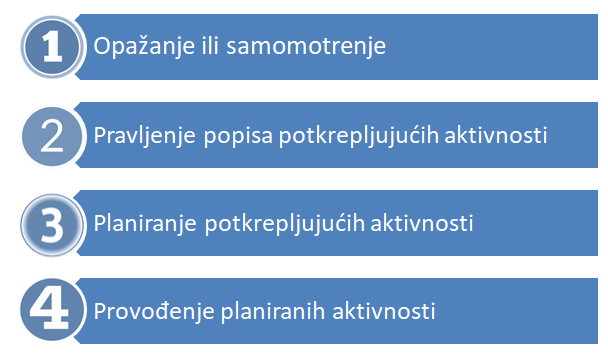 1 Opažanje ili samomotrenje
2 Pravljenje popisa potkrepljujućih aktivnosti
3 Planiranje potkrepljujućih aktivnosti
4 Provođenje planiranih aktivnosti